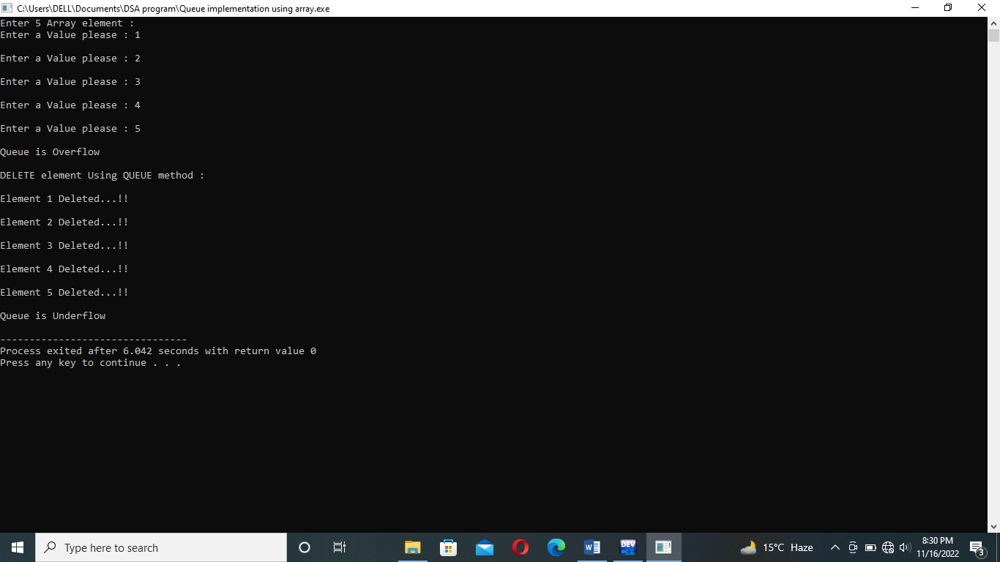 C:\Users\DELL\Documents\DSA program\Queue implementation using array.exe
Enter 5 Array element :
Enter a Value please : 1
Enter a Value please : 2
Enter a Value please : 3
Enter a Value please : 4
Enter a Value please : 5
Queue is Overflow
DELETE element Using QUEUE method :
Element 1 Deleted...!!
Element 2 Deleted...!!
Element 3 Deleted...!!
Element 4 Deleted...!!
Element 5 Deleted...!!
Queue is Underflow
--------------------------------
Process exited after 6.042 seconds with return value 0
Press any key to continue . . .
Type here to search
W
DEV
15°C Haze
8:30 PM
11/16/2022
3